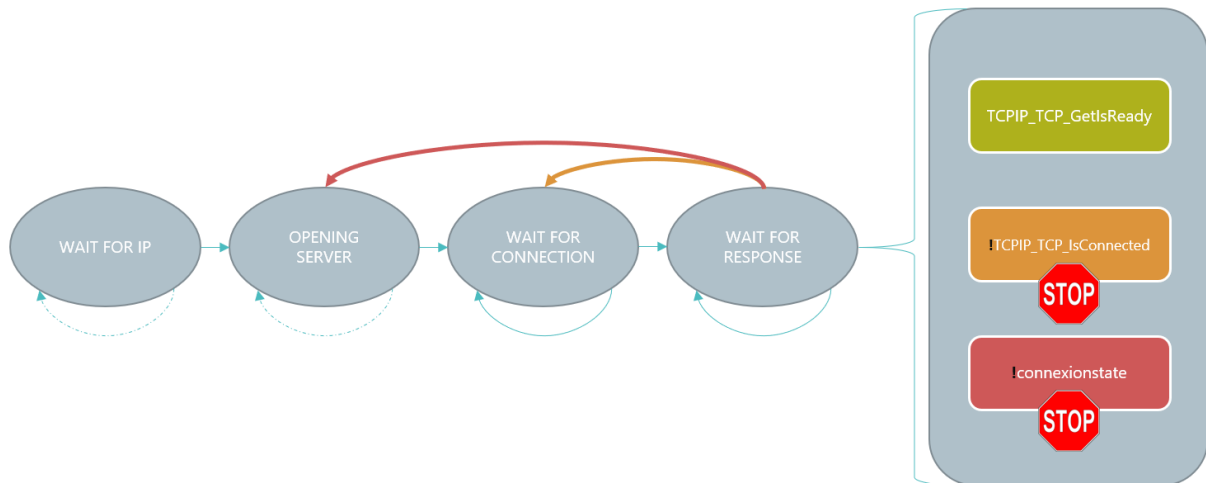 WAIT FOR IP
OPENING
SERVER
WAIT FOR
CONNECTION
WAIT FOR
RESPONSE
TCPIP_TCP_GetIsReady
!TCPIP_TCP_IsConnected
STOP
!connexionstate
STOP